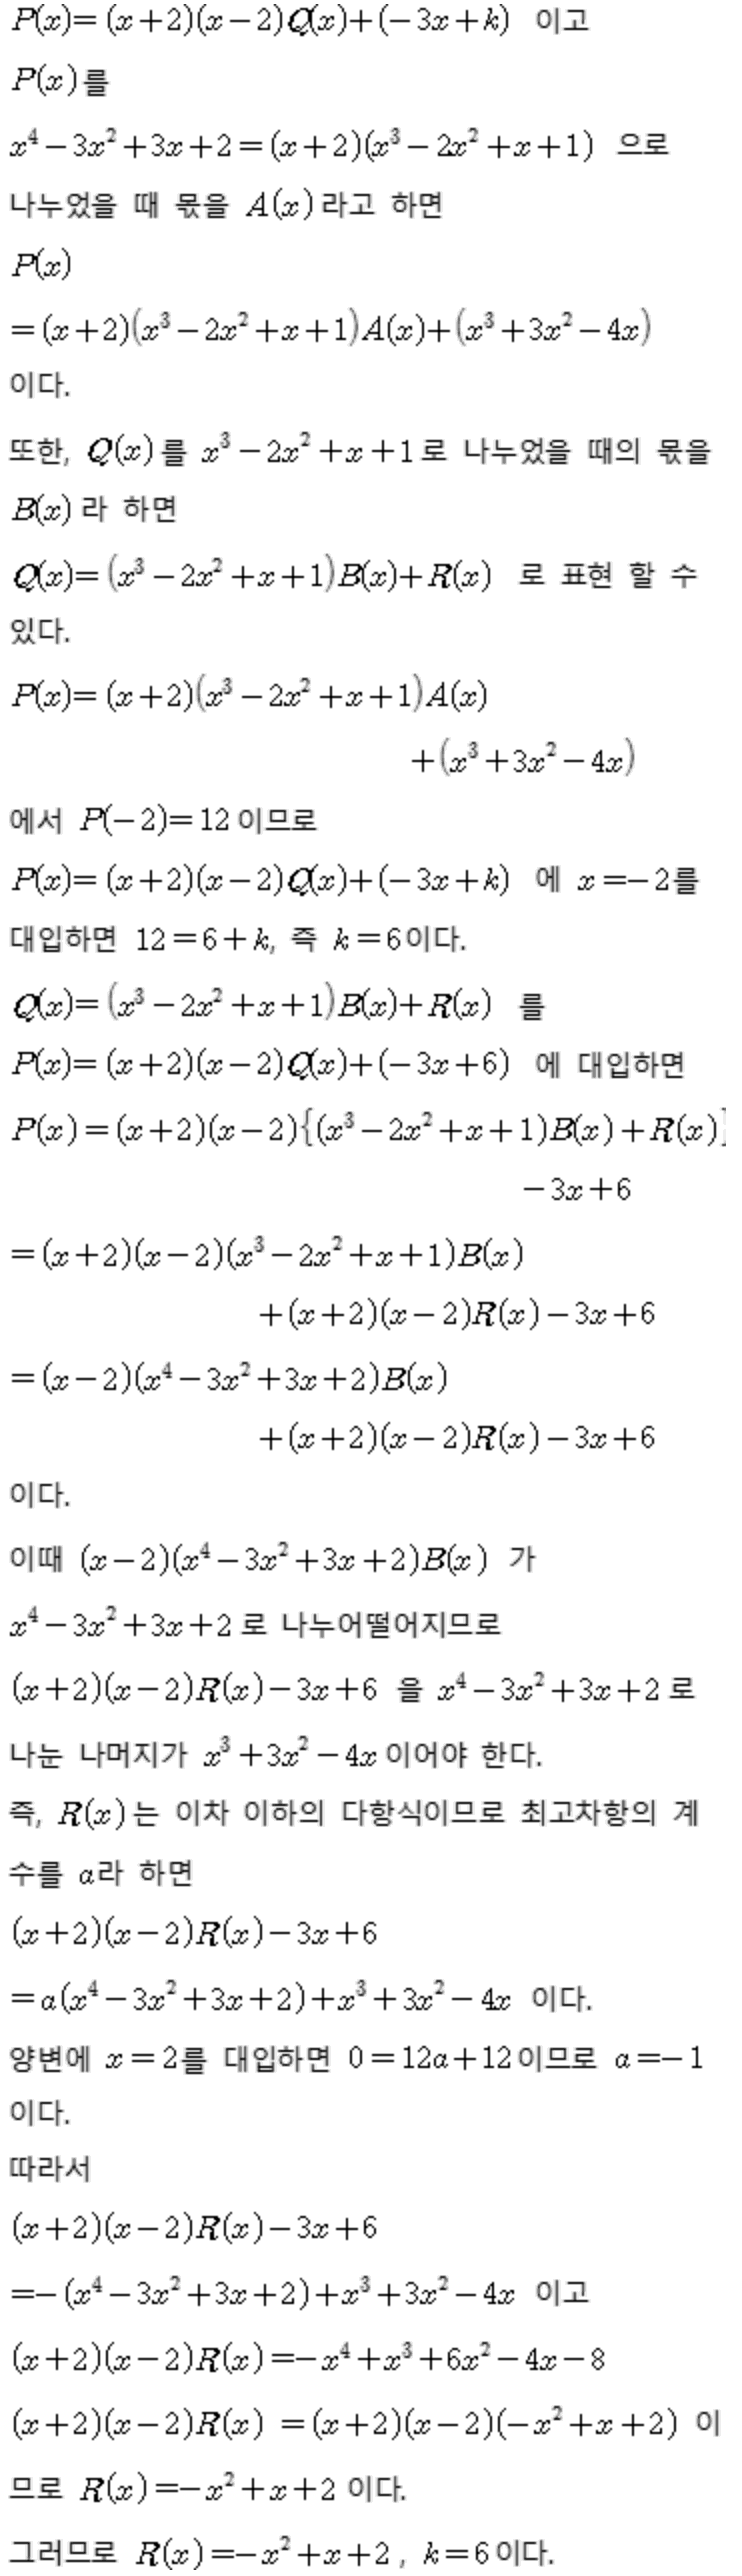 P(x)=(x+2)(x-2)Q(x)+(-3x+k) 이고
P(x)를
x⁴-3x²+3x+2=(x+2)(x³-2x²+x+1) 으로
나누었을 때 몫을 A(x)라고 하면
P(x)
=(x+2)(x³-2x²+x+1)A(x)+(x³+3x²-4x)
이다.
또한, Q(x)를 x³-2x²+x+1로 나누었을 때의 몫을
B(x)라 하면
Q(x)=(x³-2x²+x+1)B(x)+R(x) 로 표현 할 수
있다.
P(x)=(x+2)(x³-2x²+x+1)A(x)
+(x³+3x²-4x)
에서 P(-2)=12이므로
P(x)=(x+2)(x-2)Q(x)+(-3x+k) 에 x=-2를
대입하면 12=6+k, 즉 k=6이다.
Q(x)=(x³-2x²+x+1)B(x)+R(x) 를
P(x)=(x+2)(x-2)Q(x)+(-3x+6) 에 대입하면
P(x)=(x+2)(x-2){(x³-2x²+x+1)B(x)+R(x)}
-3x+6
=(x+2)(x-2)(x³-2x²+x+1)B(x)
+(x+2)(x-2)R(x)-3x+6
=(x-2)(x⁴-3x²+3x+2)B(x)
+(x+2)(x-2)R(x)-3x+6
이다.
이때 (x-2)(x⁴-3x²+3x+2)B(x) 가
x⁴-3x²+3x+2로 나누어떨어지므로
(x+2)(x-2)R(x)-3x+6 을 x⁴-3x²+3x+2로
나눈 나머지가 x³+3x²-4x이어야 한다.
즉, R(x)는 이차 이하의 다항식이므로 최고차항의 계
수를 a라 하면
(x+2)(x-2)R(x)-3x+6
=a(x⁴-3x²+3x+2)+x³+3x²-4x 이다.
양변에 x=2를 대입하면 0=12a+12이므로 a=-1
이다.
따라서
(x+2)(x-2)R(x)-3x+6
=-(x⁴-3x²+3x+2)+x³+3x²-4x 이고
(x+2)(x-2)R(x)=-x⁴+x³+6x²-4x-8
(x+2)(x-2)R(x) =(x+2)(x-2)(-x²+x+2) 이
므로 R(x)=-x²+x+2 이다.
그러므로 R(x)=-x²+x+2, k=6이다.